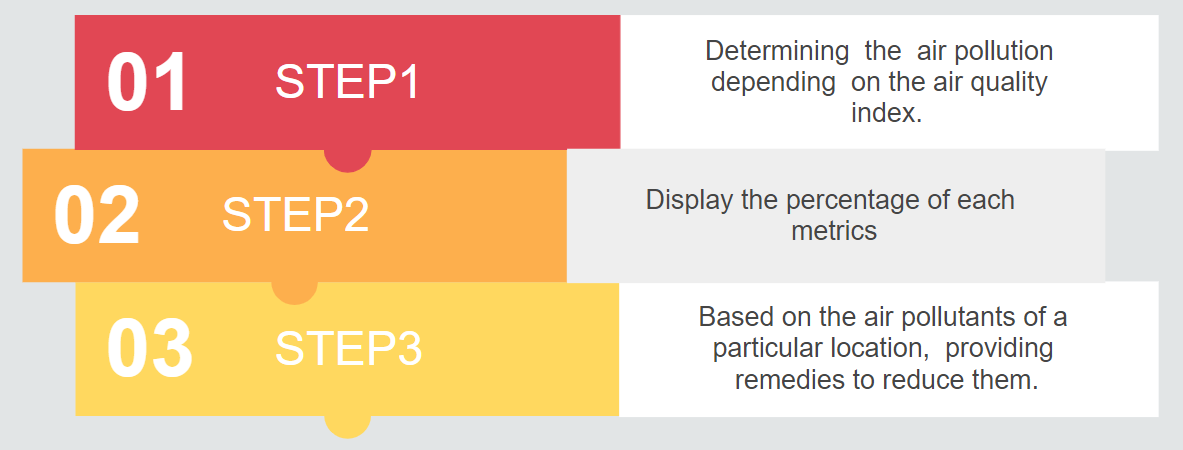 01 STEP1
Determining the air pollution
depending on the air quality
index.
02 STEP2
Display the percentage of each
metrics
03 STEP3
Based on the air pollutants of a
particular location, providing
remedies to reduce them.